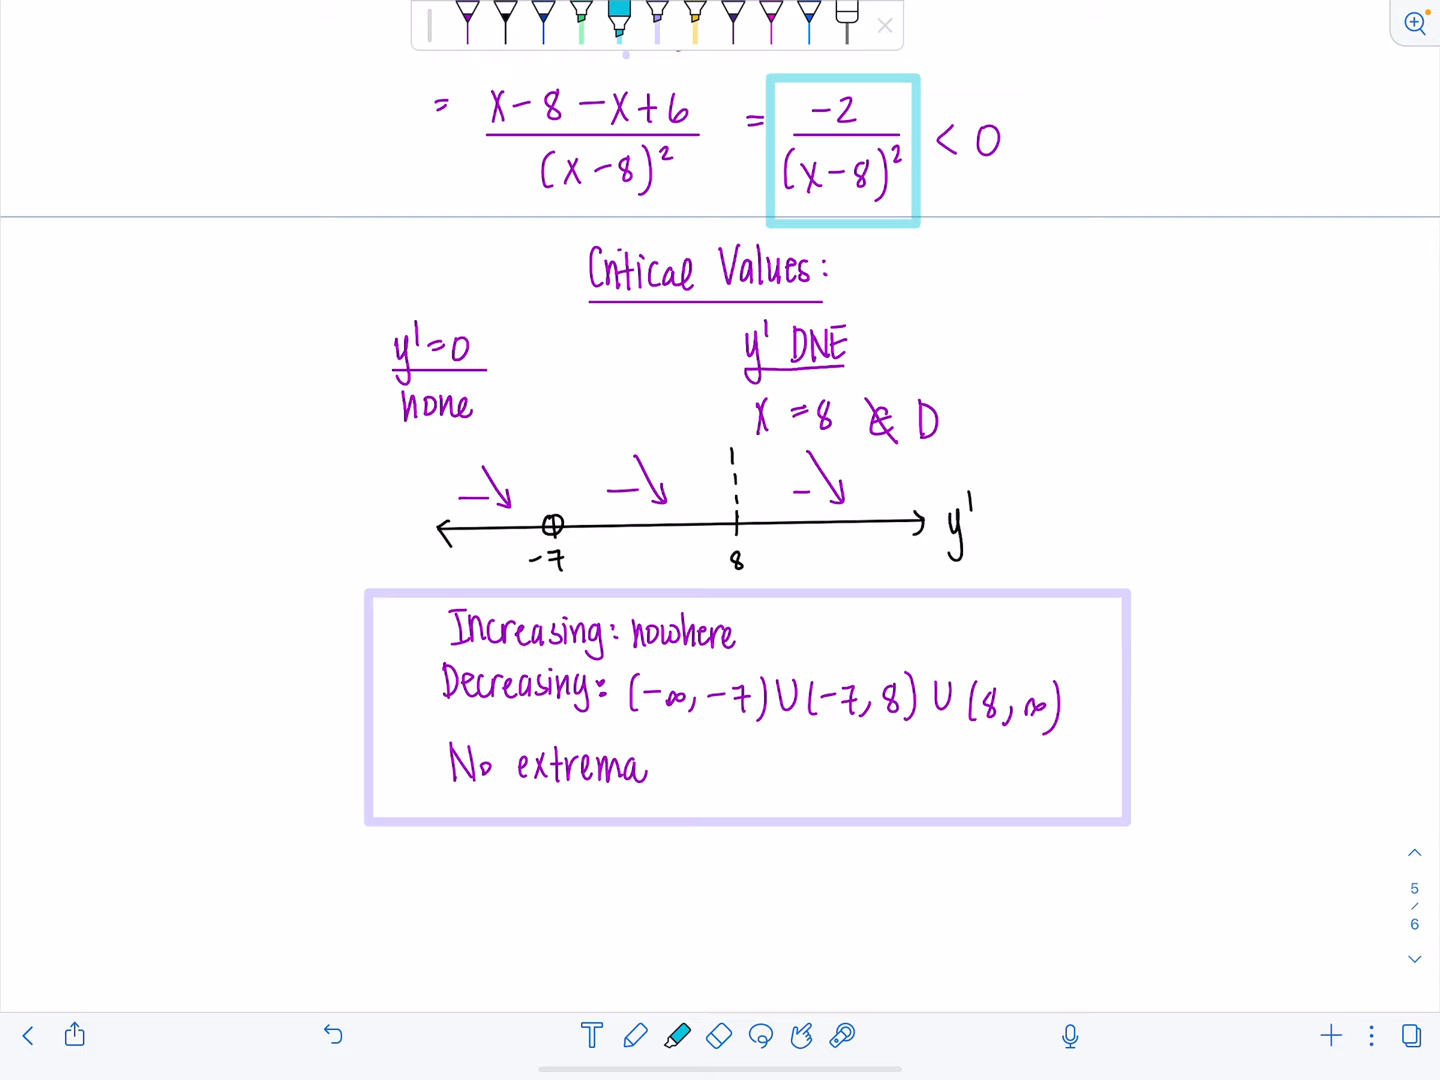 = x-8-x+6 / (x-8)² = -2 / (x-8)² < 0
Critical Values:
y'=0 y' DNE
none x = 8 ∉ D
– – –
-7 8 y'
Increasing: nowhere
Decreasing: (-∞, -7) ∪ (-7, 8) ∪ (8, ∞)
No extrema
5
/
6
T